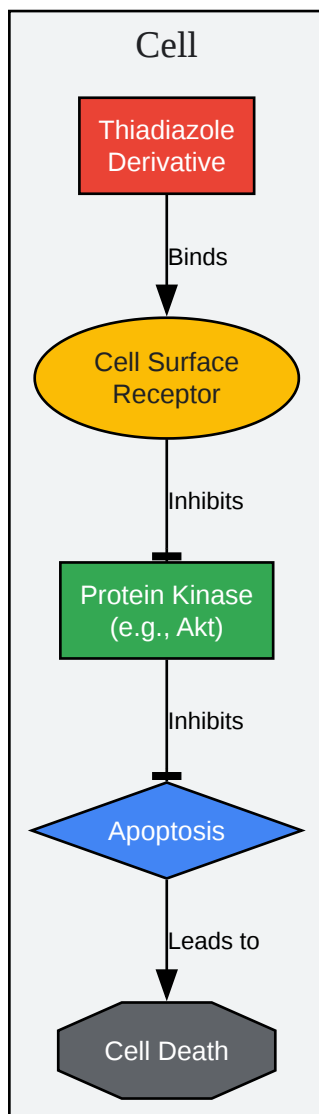 Cell
Thiadiazole
Derivative
Binds
Cell Surface
Receptor
Inhibits
Protein Kinase
(e.g., Akt)
Inhibits
Apoptosis
Leads to
Cell Death